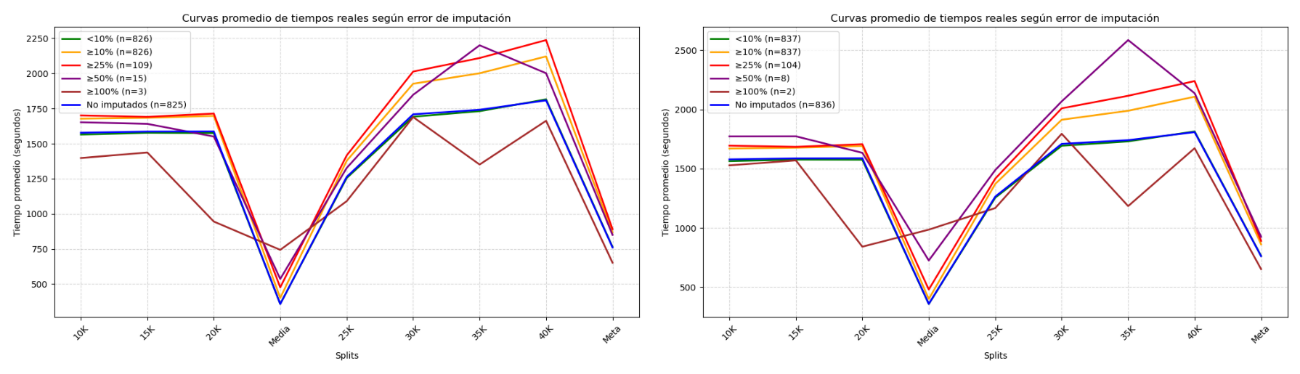 Curvas promedio de tiempos reales según error de imputación
Tiempo promedio (segundos)
2250
2000
1750
1500
1250
1000
750
500
<10% (n=826)
≥10% (n=826)
≥25% (n=109)
≥50% (n=15)
≥100% (n=3)
No imputados (n=825)
10K
15K
20K
Media
25K
30K
35K
40K
Meta
Splits
Curvas promedio de tiempos reales según error de imputación
Tiempo promedio (segundos)
2500
2000
1500
1000
500
<10% (n=837)
≥10% (n=837)
≥25% (n=104)
≥50% (n=8)
≥100% (n=2)
No imputados (n=836)
10K
15K
20K
Media
25K
30K
35K
40K
Meta
Splits